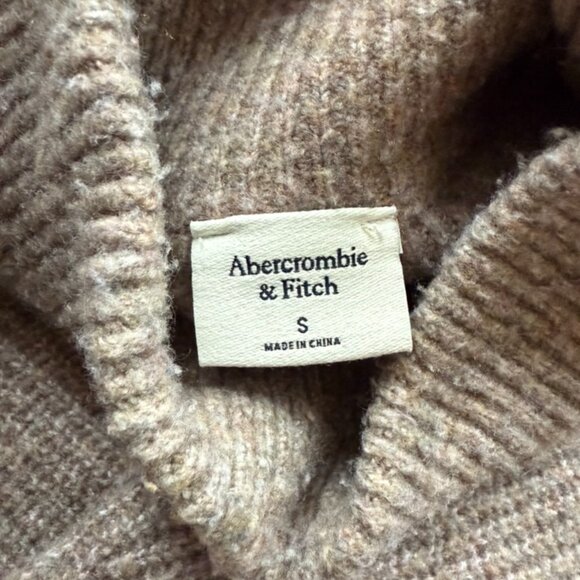 Abercrombie
& Fitch
S
MADE IN CHINA